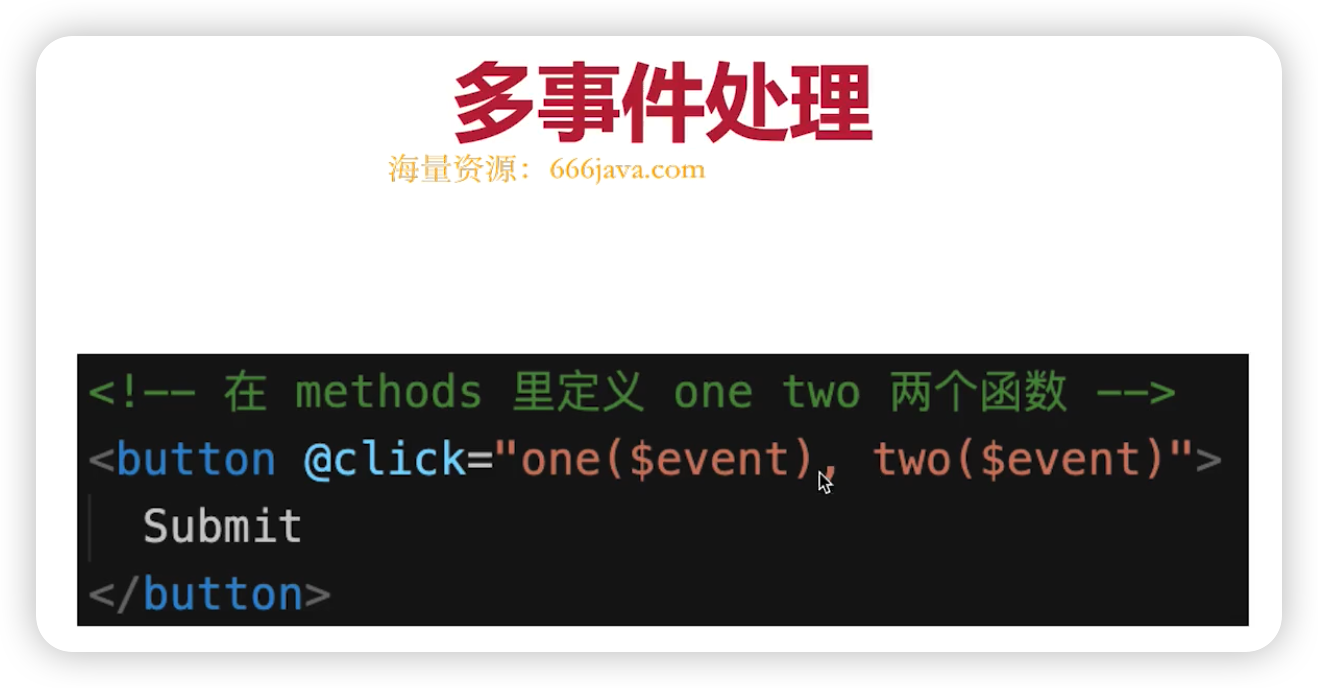 多事件处理
海量资源：666java.com
<!-- 在 methods 里定义 one two 两个函数 -->
<button @click="one($event), two($event)">
Submit
</button>